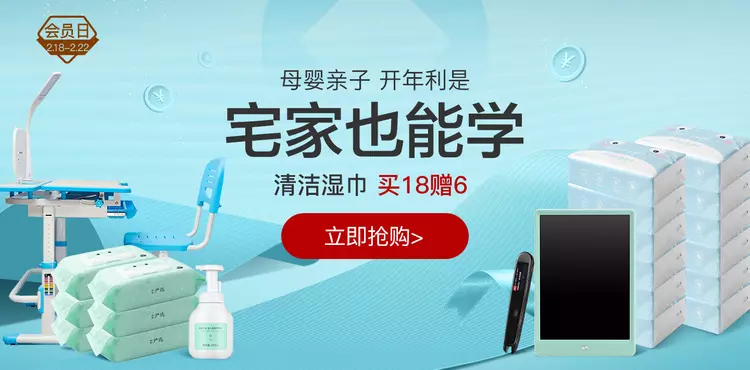 会员日
2.18-2.22
母婴亲子 开年利是
宅家也能学
清洁湿巾 买18赠6
立即抢购>